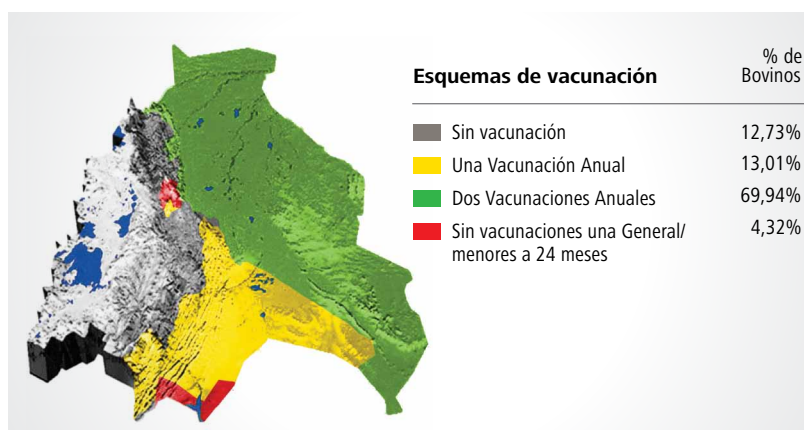 Esquemas de vacunación
% de
Bovinos
Sin vacunación 12,73%
Una Vacunación Anual 13,01%
Dos Vacunaciones Anuales 69,94%
Sin vacunaciones una General/ 4,32%
menores a 24 meses